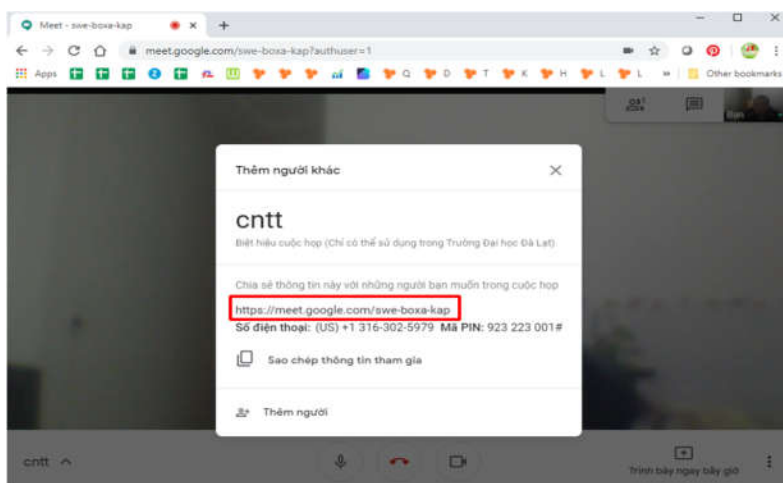 Meet - swe-boxa-kap
meet.google.com/swe-boxa-kap?authuser=1
Apps Q D T K H L L » Other bookmarks
Bạn
Thêm người khác
cntt
Biệt hiệu cuộc họp (Chỉ có thể sử dụng trong Trường Đại học Đà Lạt)
Chia sẻ thông tin này với những người bạn muốn trong cuộc họp
https://meet.google.com/swe-boxa-kap
Số điện thoại: (US) +1 316-302-5979 Mã PIN: 923 223 001#
Sao chép thông tin tham gia
Thêm người
cntt
Trình bày ngay bây giờ